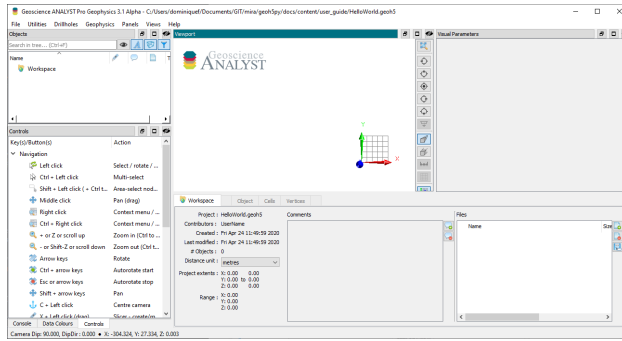 Geoscience ANALYST Pro Geophysics 3.1 Alpha - C:/Users/dominiquef/Documents/GIT/mira/geoh5py/docs/content/user_guide/HelloWorld.geoh5
File Utilities Drillholes Geophysics Panels Views Help
Objects
Viewport
Visual Parameters
Search in tree... (Ctrl+F)
Name
Workspace
Geoscience
ANALYST
Y
X
Controls
Key(s)/Button(s) Action
Navigation
Left click Select / rotate / ...
Ctrl + Left click Multi-select
Shift + Left click ( + Ctrl t... Area-select nod...
Middle click Pan (drag)
Right click Context menu / ...
Ctrl + Right click Context menu / ...
+ or Z or scroll up Zoom in (Ctrl to ...
- or Shift-Z or scroll down Zoom out (Ctrl t...
Arrow keys Rotate
Ctrl + arrow keys Autorotate start
Esc or arrow keys Autorotate stop
Shift + arrow keys Pan
C + Left click Centre camera
X + Left click (drag) Slicer - create/m...
Console Data Colours Controls
Workspace Object Cells Vertices
Project : HelloWorld.geoh5
Contributors : UserName
Created : Fri Apr 24 11:49:59 2020
Last modified : Fri Apr 24 11:49:59 2020
# Objects : 0
Distance unit : metres
Project extents : X: 0.00 0.00
Y: 0.00 to 0.00
Z: 0.00 0.00
Range : X: 0.00
Y: 0.00
Z: 0.00
Comments
Files
Name Size
Camera Dip: 90.000, DipDir : 0.000 ● X: -304.324, Y: 27.334, Z: 0.003